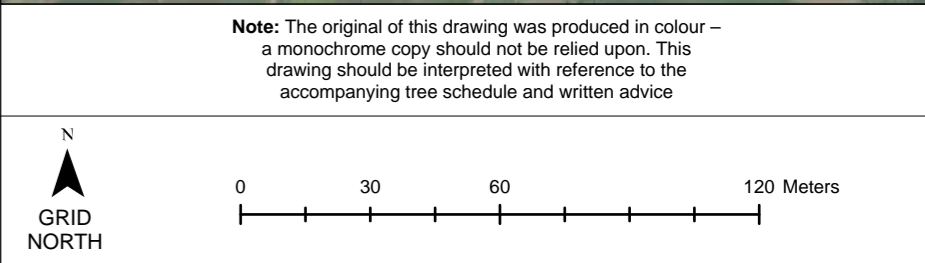 Note: The original of this drawing was produced in colour –
a monochrome copy should not be relied upon. This
drawing should be interpreted with reference to the
accompanying tree schedule and written advice
N
GRID
NORTH
0 30 60 120 Meters